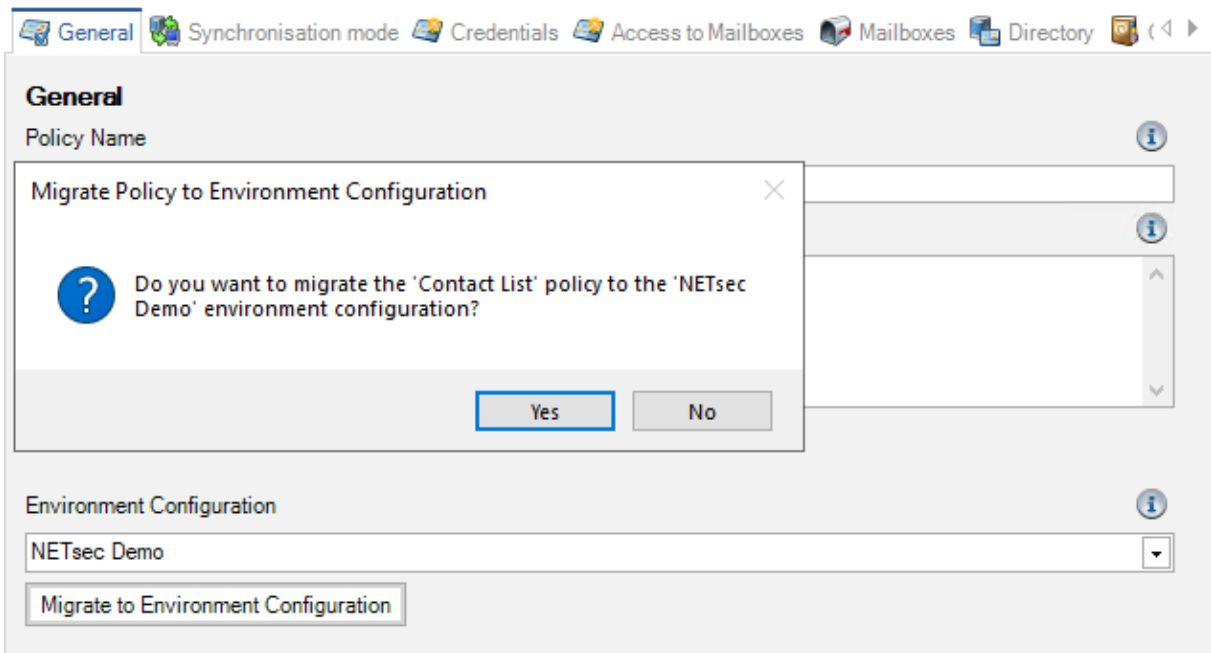 General Synchronisation mode Credentials Access to Mailboxes Mailboxes Directory (
General
Policy Name
Migrate Policy to Environment Configuration
Do you want to migrate the 'Contact List' policy to the 'NETsec
Demo' environment configuration?
Yes No
Environment Configuration
NETsec Demo
Migrate to Environment Configuration